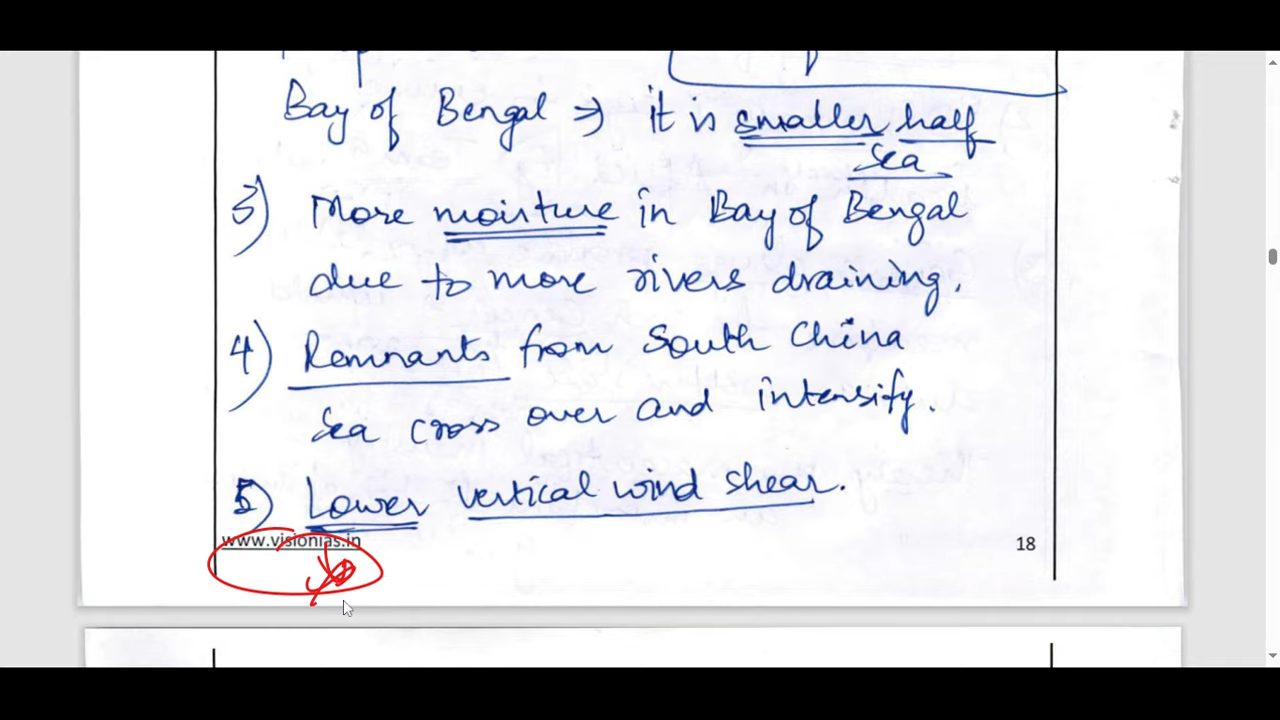 Bay of Bengal ⇒ it is smaller half
sea
3) More moisture in Bay of Bengal
due to more rivers draining.
4) Remnants from South China
Sea cross over and intensify.
5) Lower vertical wind shear.
www.visionias.in
18